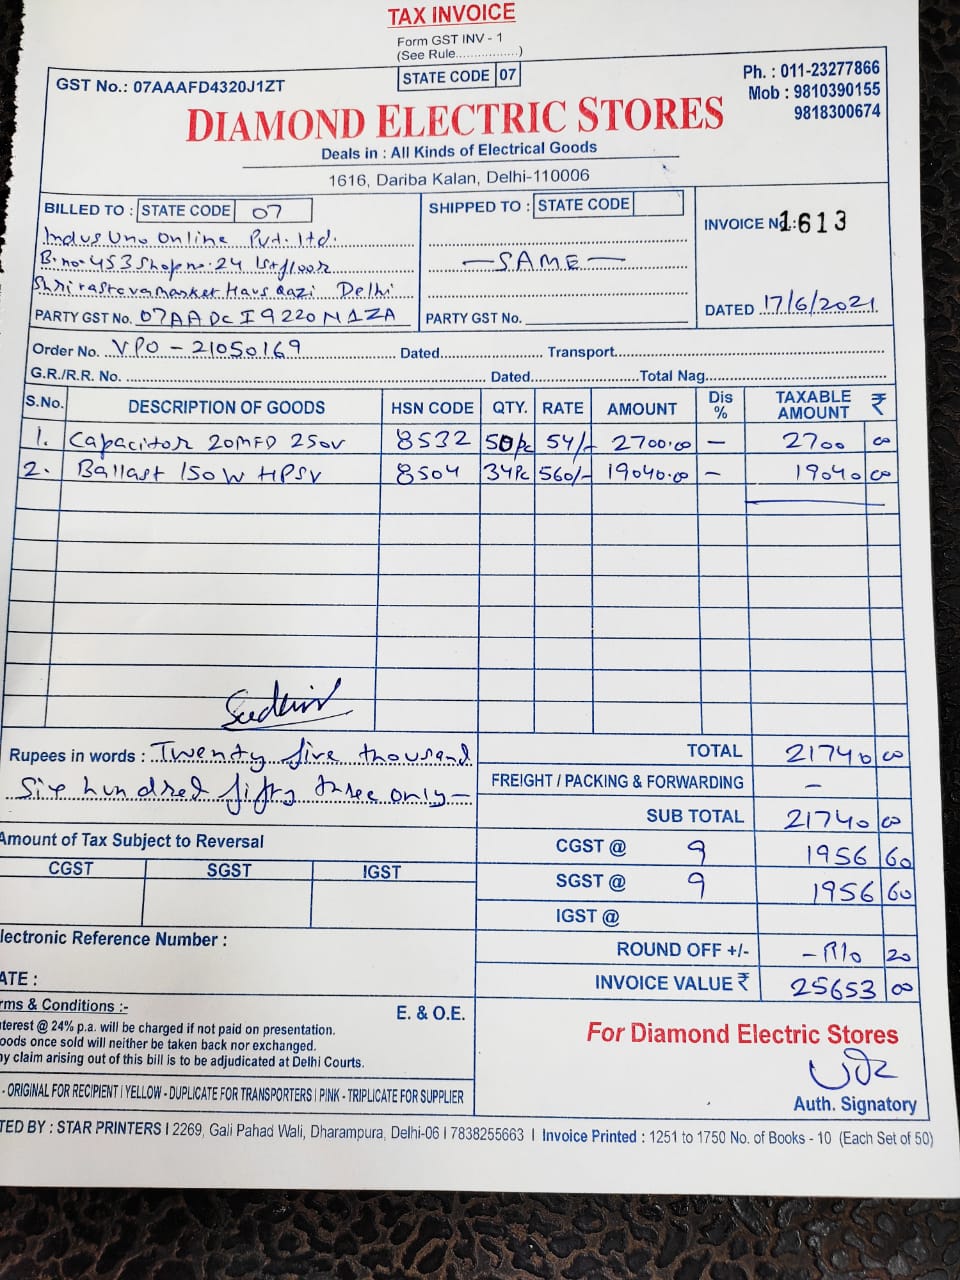 TAX INVOICE
Form GST INV - 1
(See Rule.................)
GST No.: 07AAAFD4320J1ZT
STATE CODE 07
Ph. : 011-23277866
Mob : 9810390155
9818300674
DIAMOND ELECTRIC STORES
Deals in : All Kinds of Electrical Goods
1616, Dariba Kalan, Delhi-110006
BILLED TO : STATE CODE 07
SHIPPED TO : STATE CODE
INVOICE No.: 1613
Indus Uno Online Pvt. ltd.
B.no. 453 Shop no. 24 1st floor
—SAME—
Shrirastava market Haus Qazi Delhi
DATED 17/6/2021
PARTY GST No. 07AADCI9220N1ZA
PARTY GST No.
Order No. VPO - 21050169 Dated.................... Transport....................
G.R./R.R. No. .................... Dated.................... Total Nag....................
S.No. DESCRIPTION OF GOODS HSN CODE QTY. RATE AMOUNT Dis % TAXABLE AMOUNT ₹
1. Capacitor 20MFD 250V 8532 50Pc 54/- 2700.00 — 2700 00
2. Ballast 150W HPSV 8504 34Pc 560/- 19040.00 — 19040 00
Rupees in words : Twenty five thousand
Six hundred fifty three only —
TOTAL 21740 00
FREIGHT / PACKING & FORWARDING —
SUB TOTAL 21740 00
Amount of Tax Subject to Reversal
CGST SGST IGST
CGST @ 9 1956 60
SGST @ 9 1956 60
IGST @
lectronic Reference Number :
ROUND OFF +/- - R/o 20
ATE :
INVOICE VALUE ₹ 25653 00
rms & Conditions :-
E. & O.E.
terest @ 24% p.a. will be charged if not paid on presentation.
oods once sold will neither be taken back nor exchanged.
ny claim arising out of this bill is to be adjudicated at Delhi Courts.
For Diamond Electric Stores
Auth. Signatory
- ORIGINAL FOR RECIPIENT | YELLOW - DUPLICATE FOR TRANSPORTERS | PINK - TRIPLICATE FOR SUPPLIER
TED BY : STAR PRINTERS | 2269, Gali Pahad Wali, Dharampura, Delhi-06 | 7838255663 | Invoice Printed : 1251 to 1750 No. of Books - 10 (Each Set of 50)